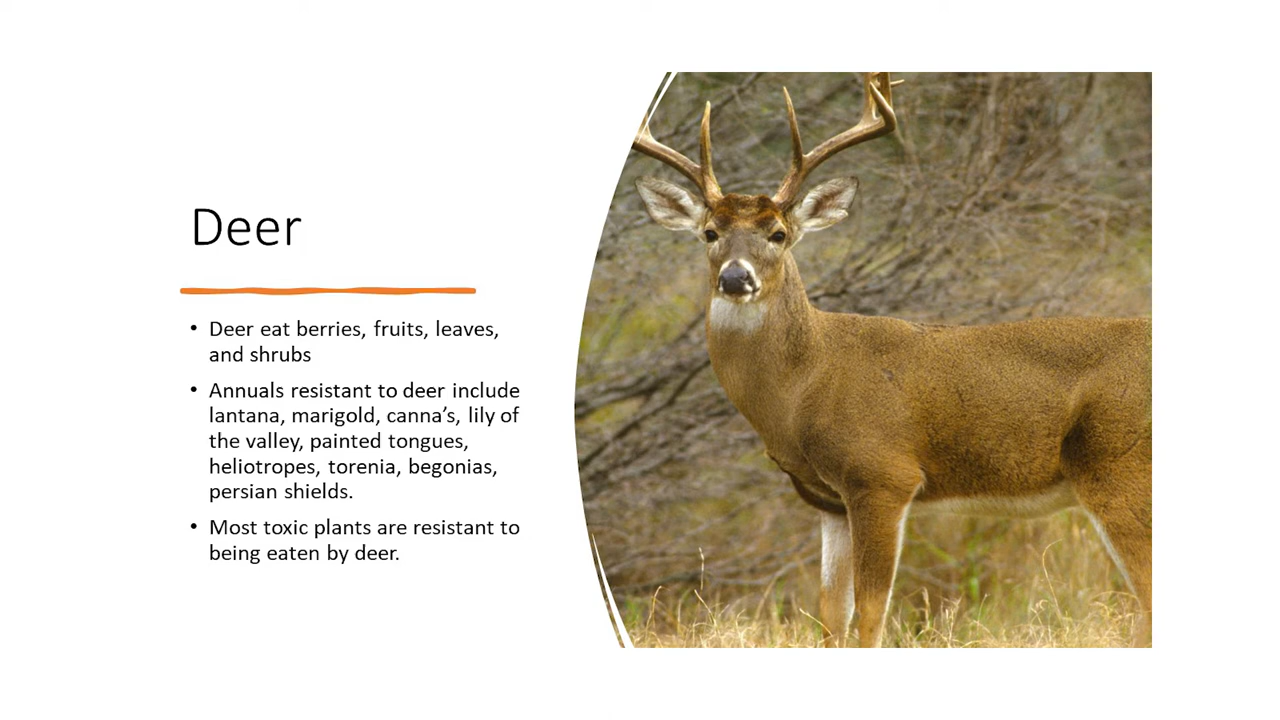 Deer
• Deer eat berries, fruits, leaves,
and shrubs
• Annuals resistant to deer include
lantana, marigold, canna’s, lily of
the valley, painted tongues,
heliotropes, torenia, begonias,
persian shields.
• Most toxic plants are resistant to
being eaten by deer.